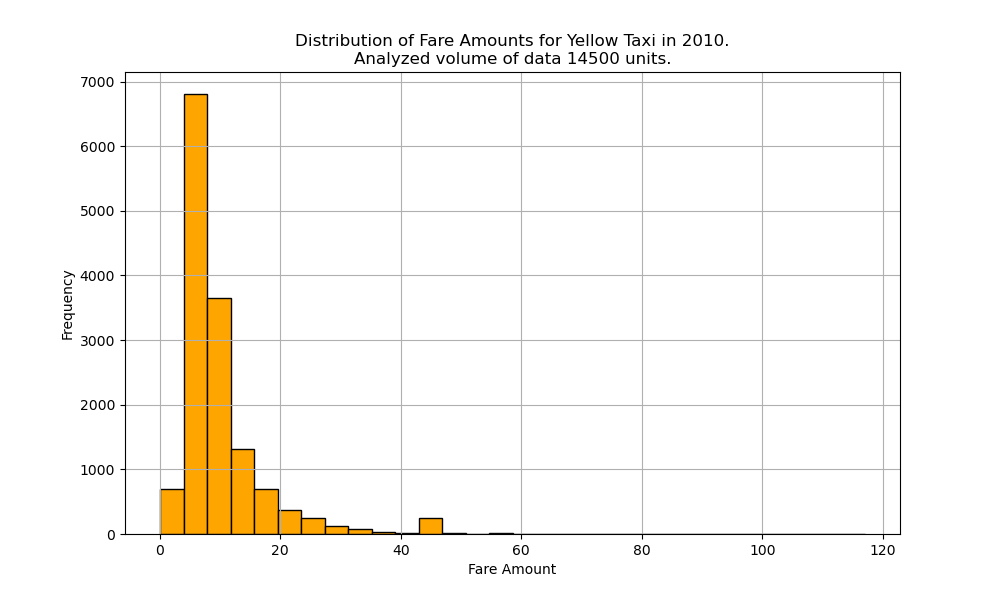 Distribution of Fare Amounts for Yellow Taxi in 2010.
Analyzed volume of data 14500 units.
7000
6000
5000
4000
3000
2000
1000
0
Frequency
0 20 40 60 80 100 120
Fare Amount